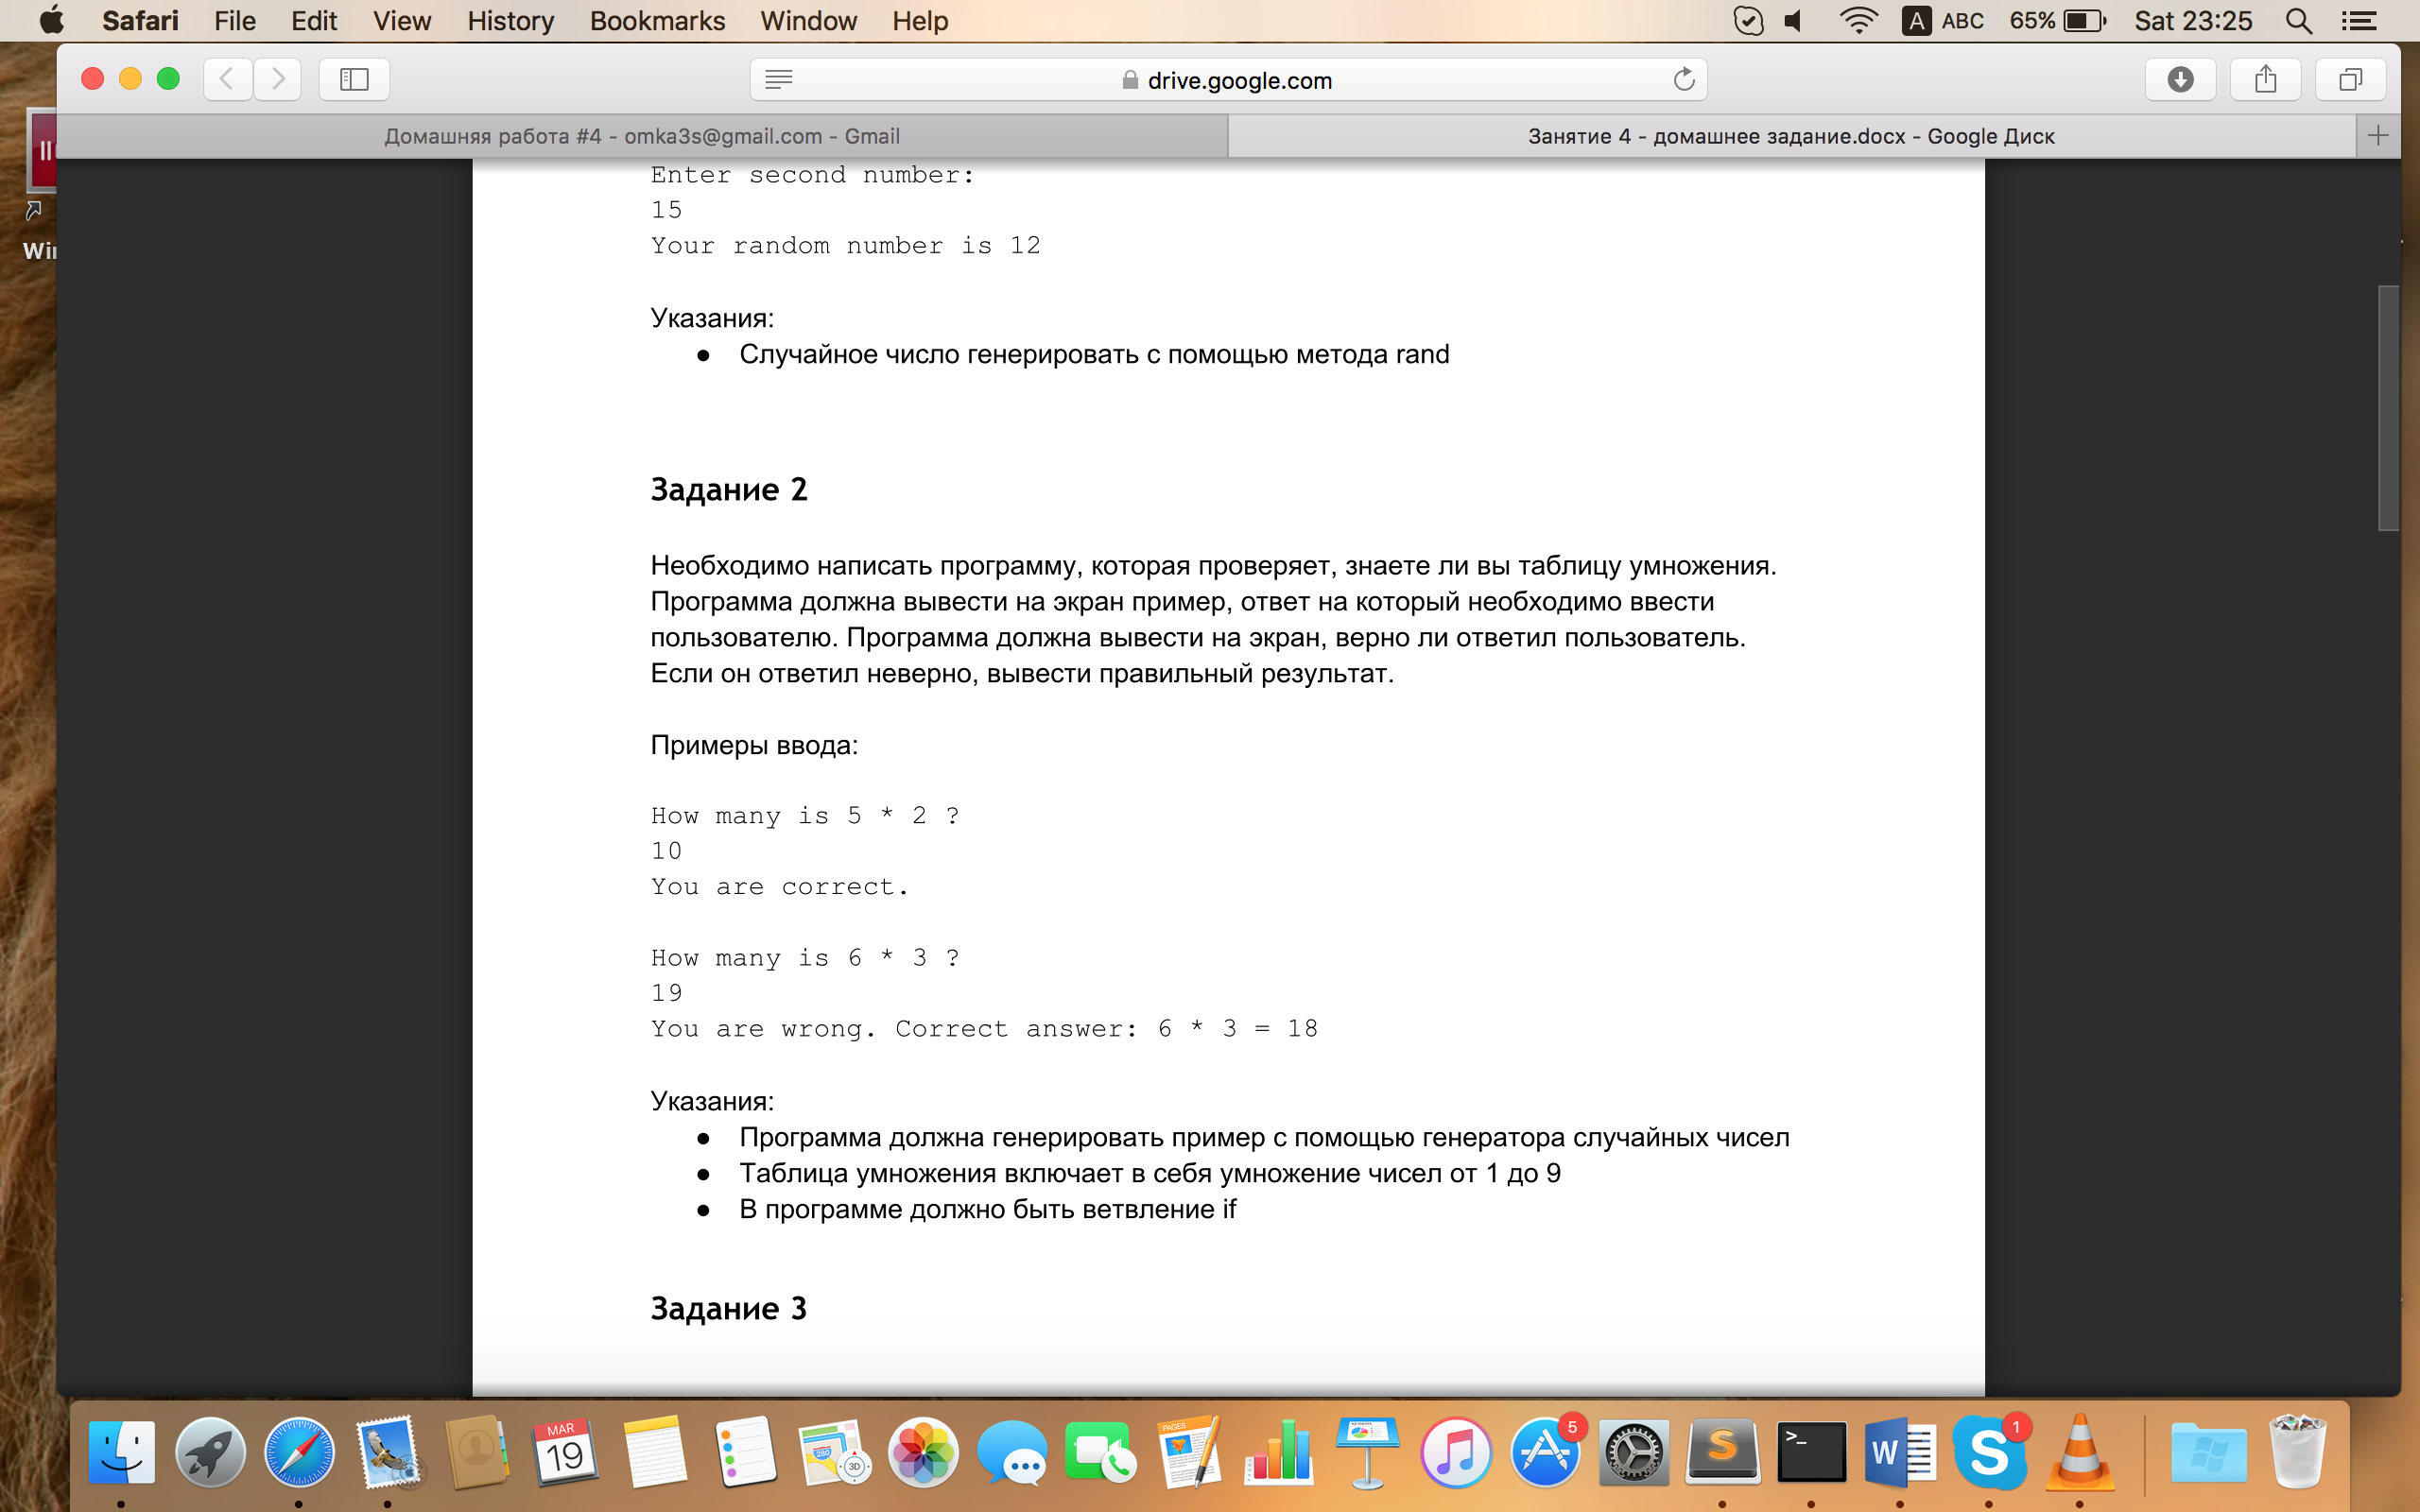 Safari File Edit View History Bookmarks Window Help A ABC 65% Sat 23:25
drive.google.com
Домашняя работа #4 - omka3s@gmail.com - Gmail
Занятие 4 - домашнее задание.docx - Google Диск
Enter second number:
15
Your random number is 12
Указания:
● Случайное число генерировать с помощью метода rand
Задание 2
Необходимо написать программу, которая проверяет, знаете ли вы таблицу умножения.
Программа должна вывести на экран пример, ответ на который необходимо ввести
пользователю. Программа должна вывести на экран, верно ли ответил пользователь.
Если он ответил неверно, вывести правильный результат.
Примеры ввода:
How many is 5 * 2 ?
10
You are correct.
How many is 6 * 3 ?
19
You are wrong. Correct answer: 6 * 3 = 18
Указания:
● Программа должна генерировать пример с помощью генератора случайных чисел
● Таблица умножения включает в себя умножение чисел от 1 до 9
● В программе должно быть ветвление if
Задание 3
MAR
19
280
3D
PAGES
KEYNOTE
5
S
>_
W
S
1